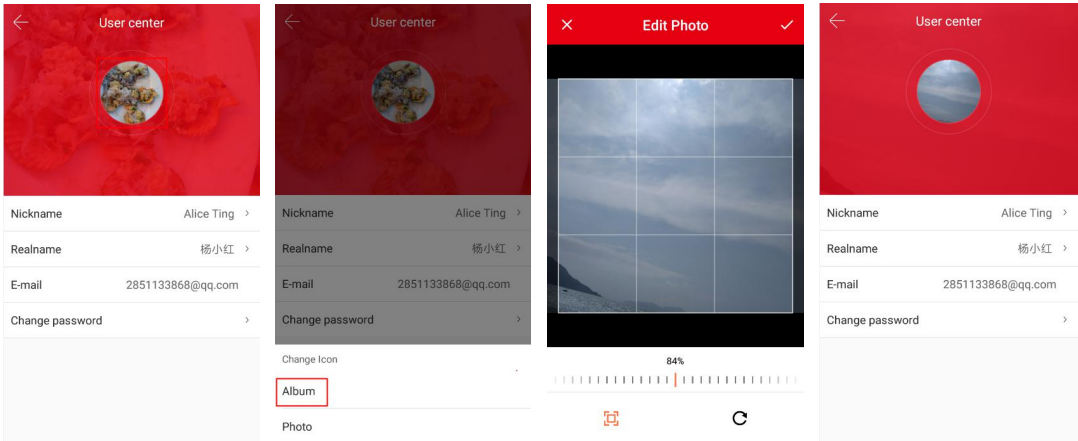 User center
Nickname Alice Ting
Realname 杨小红
E-mail 2851133868@qq.com
Change password
User center
Nickname Alice Ting
Realname 杨小红
E-mail 2851133868@qq.com
Change password
Change Icon
Album
Photo
Edit Photo
84%
User center
Nickname Alice Ting
Realname 杨小红
E-mail 2851133868@qq.com
Change password